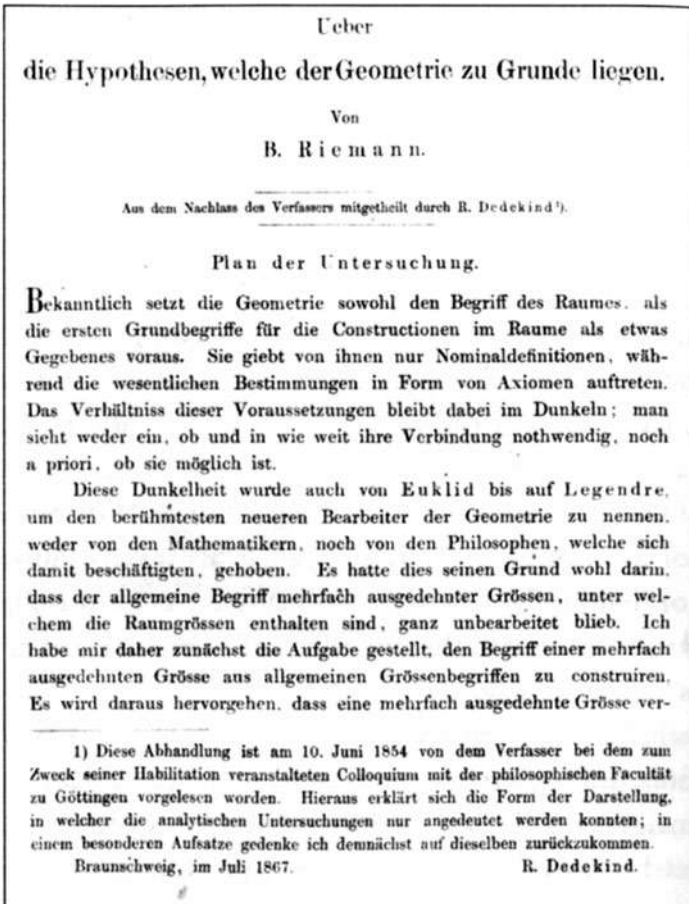 Ueber
die Hypothesen, welche der Geometrie zu Grunde liegen.
Von
B. Riemann.
Aus dem Nachlass des Verfassers mitgetheilt durch R. Dedekind¹).
Plan der Untersuchung.
Bekanntlich setzt die Geometrie sowohl den Begriff des Raumes, als
die ersten Grundbegriffe für die Constructionen im Raume als etwas
Gegebenes voraus. Sie giebt von ihnen nur Nominaldefinitionen, wäh-
rend die wesentlichen Bestimmungen in Form von Axiomen auftreten.
Das Verhältniss dieser Voraussetzungen bleibt dabei im Dunkeln; man
sieht weder ein, ob und in wie weit ihre Verbindung nothwendig, noch
a priori, ob sie möglich ist.
Diese Dunkelheit wurde auch von Euklid bis auf Legendre,
um den berühmtesten neueren Bearbeiter der Geometrie zu nennen,
weder von den Mathematikern, noch von den Philosophen, welche sich
damit beschäftigten, gehoben. Es hatte dies seinen Grund wohl darin,
dass der allgemeine Begriff mehrfach ausgedehnter Grössen, unter wel-
chem die Raumgrössen enthalten sind, ganz unbearbeitet blieb. Ich
habe mir daher zunächst die Aufgabe gestellt, den Begriff einer mehrfach
ausgedehnten Grösse aus allgemeinen Grössenbegriffen zu construiren.
Es wird daraus hervorgehen, dass eine mehrfach ausgedehnte Grösse ver-
1) Diese Abhandlung ist am 10. Juni 1854 von dem Verfasser bei dem zum
Zweck seiner Habilitation veranstalteten Colloquium mit der philosophischen Facultät
zu Göttingen vorgelesen worden. Hieraus erklärt sich die Form der Darstellung,
in welcher die analytischen Untersuchungen nur angedeutet werden konnten; in
einem besonderen Aufsatze gedenke ich demnächst auf dieselben zurückzukommen.
Braunschweig, im Juli 1867. R. Dedekind.